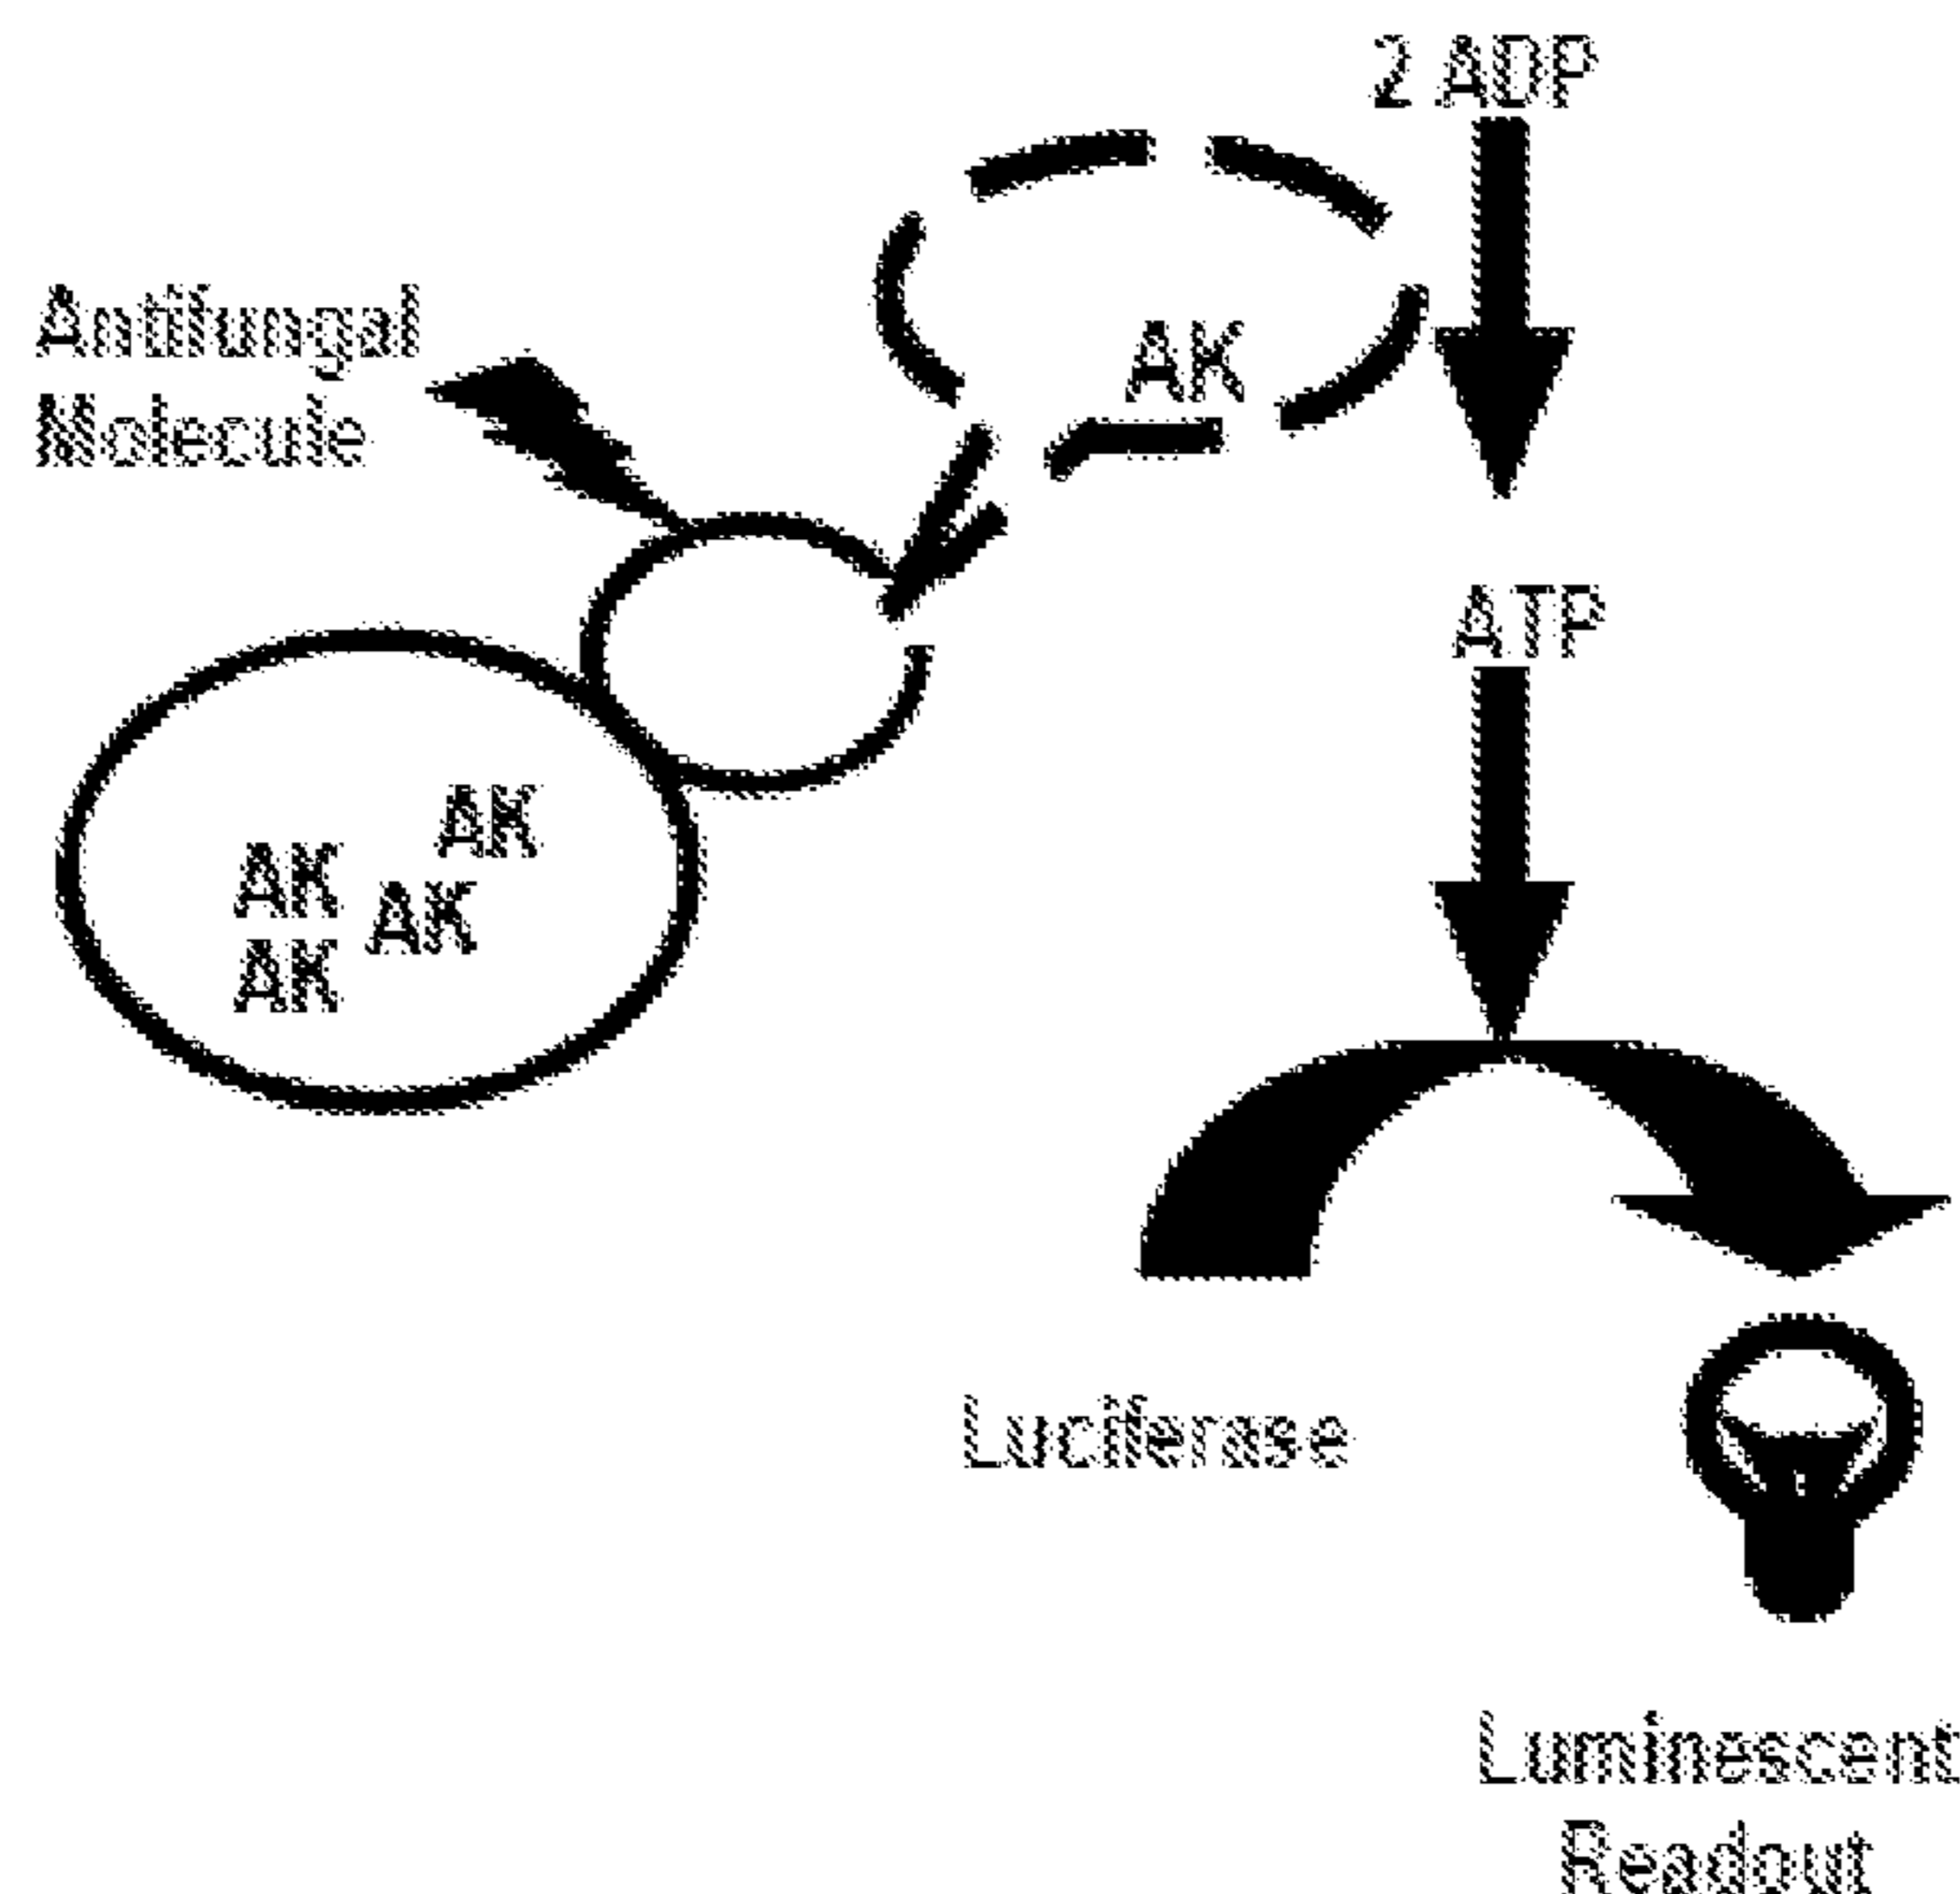 2 ADP
Antifungal
Molecule
AK
ATP
AK
AK
AK
AK
Luciferase
Luminescent
Readout